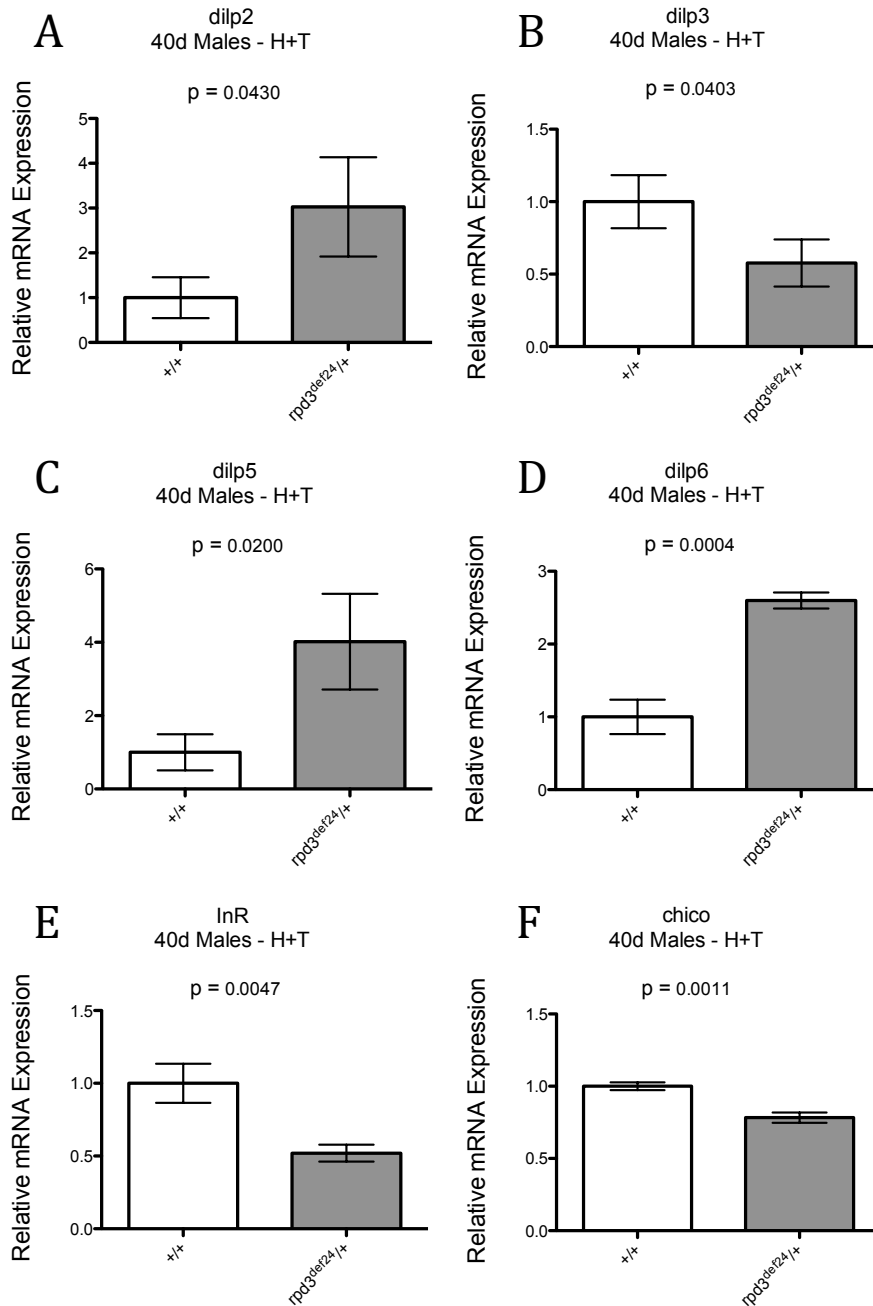 A
dilp2
40d Males - H+T
p = 0.0430
Relative mRNA Expression
5
4
3
2
1
0
+/+
rpd3def24/+
B
dilp3
40d Males - H+T
p = 0.0403
Relative mRNA Expression
1.5
1.0
0.5
0.0
+/+
rpd3def24/+
C
dilp5
40d Males - H+T
p = 0.0200
Relative mRNA Expression
6
4
2
0
+/+
rpd3def24/+
D
dilp6
40d Males - H+T
p = 0.0004
Relative mRNA Expression
3
2
1
0
+/+
rpd3def24/+
E
InR
40d Males - H+T
p = 0.0047
Relative mRNA Expression
1.5
1.0
0.5
0.0
+/+
rpd3def24/+
F
chico
40d Males - H+T
p = 0.0011
Relative mRNA Expression
1.5
1.0
0.5
0.0
+/+
rpd3def24/+